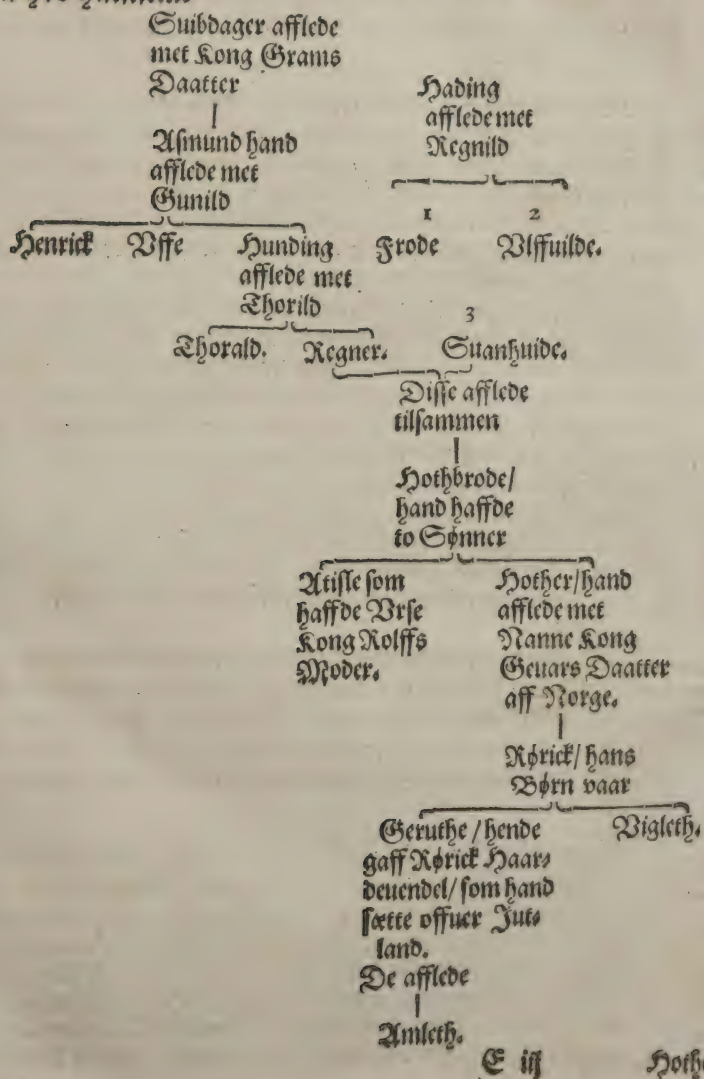 Suibdager afflede
met Kong Grams
Daatter
Hading
afflede met
Regnild
Asmund hand
afflede met
Gunild
1 2
Henrick Vffe Hunding Frode Vlffuilde.
afflede met
Thorild
3
Thorald. Regner. Suanhuide.
Disse afflede
tilsammen
Hothbrode/
hand haffde
to Sønner
Atisle som
haffde Vrse
Kong Rolffs
Moder.
Hother/hand
afflede met
Nanne Kong
Geuars Daatter
aff Norge.
Rørick/ hans
Børn vaar
Geruthe / hende
gaff Rørick Haar⸗
deuendel/ som hand
sætte offuer Jut⸗
land.
De afflede
Vigleth.
Amleth.
E iij Hothe